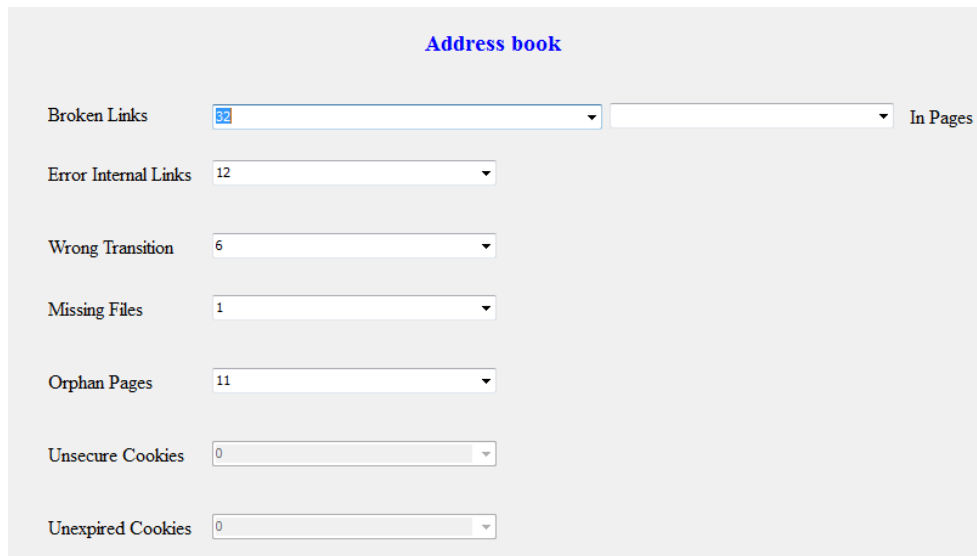 Address book
Broken Links 32 In Pages
Error Internal Links 12
Wrong Transition 6
Missing Files 1
Orphan Pages 11
Unsecure Cookies 0
Unexpired Cookies 0